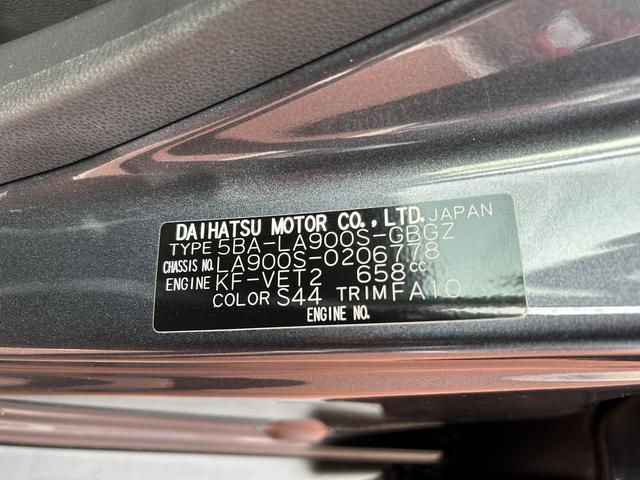 DAIHATSU MOTOR CO.,LTD. JAPAN
TYPE 5BA-LA900S-GBGZ
CHASSIS NO. LA900S-0206778
ENGINE KF-VET2 658cc
COLOR S44 TRIM FA10
ENGINE NO.